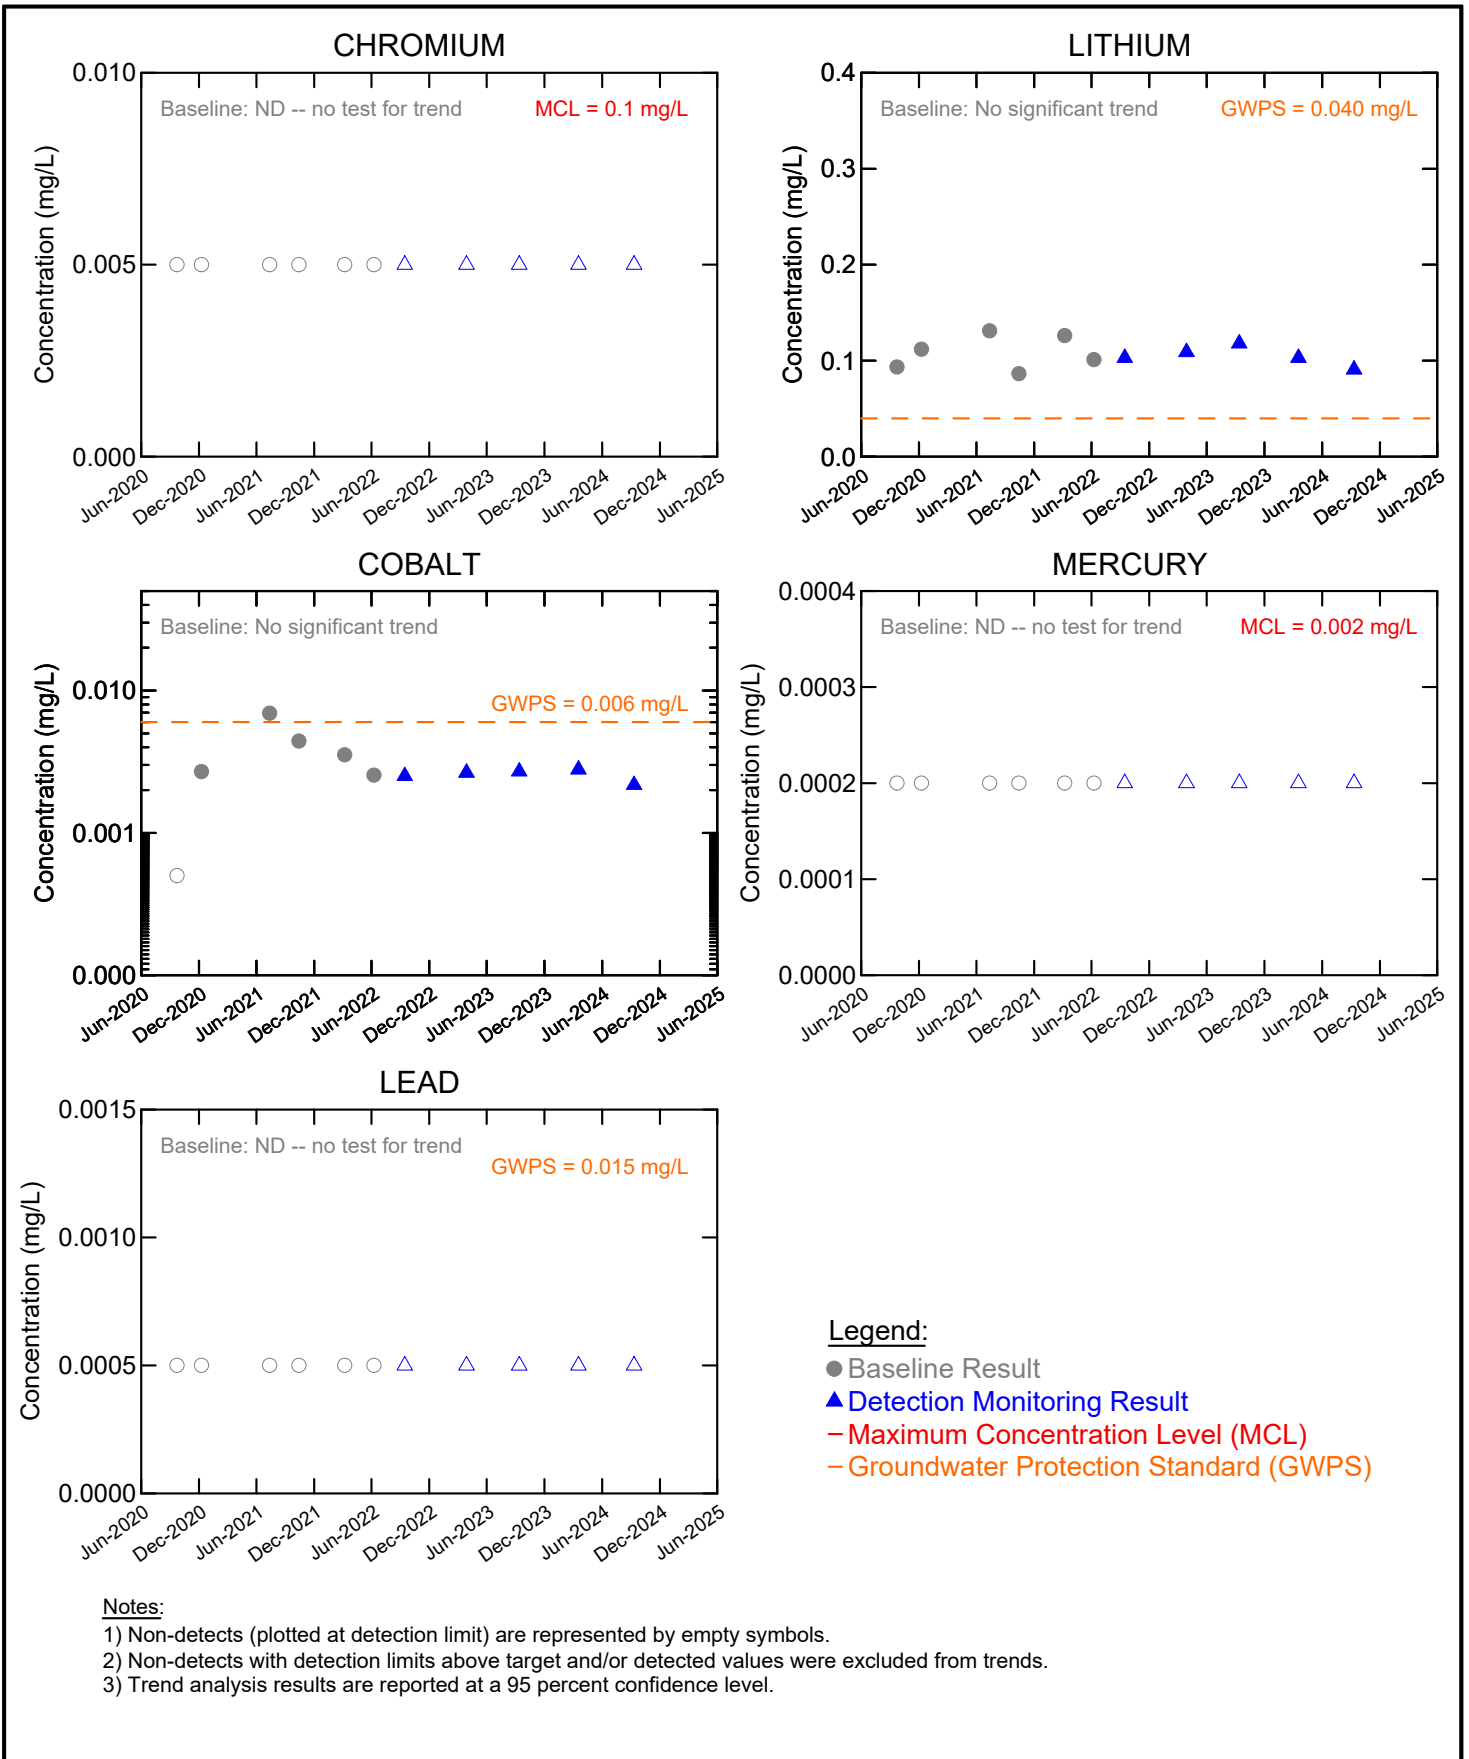 CHROMIUM
0.010
Baseline: ND -- no test for trend
MCL = 0.1 mg/L
Concentration (mg/L)
0.005
0.000
Jun-2020
Dec-2020
Jun-2021
Dec-2021
Jun-2022
Dec-2022
Jun-2023
Dec-2023
Jun-2024
Dec-2024
Jun-2025
LITHIUM
0.4
Baseline: No significant trend
GWPS = 0.040 mg/L
Concentration (mg/L)
0.3
0.2
0.1
0.0
Jun-2020
Dec-2020
Jun-2021
Dec-2021
Jun-2022
Dec-2022
Jun-2023
Dec-2023
Jun-2024
Dec-2024
Jun-2025
COBALT
Baseline: No significant trend
Concentration (mg/L)
0.010
GWPS = 0.006 mg/L
0.001
0.000
Jun-2020
Dec-2020
Jun-2021
Dec-2021
Jun-2022
Dec-2022
Jun-2023
Dec-2023
Jun-2024
Dec-2024
Jun-2025
MERCURY
0.0004
Baseline: ND -- no test for trend
MCL = 0.002 mg/L
Concentration (mg/L)
0.0003
0.0002
0.0001
0.0000
Jun-2020
Dec-2020
Jun-2021
Dec-2021
Jun-2022
Dec-2022
Jun-2023
Dec-2023
Jun-2024
Dec-2024
Jun-2025
LEAD
0.0015
Baseline: ND -- no test for trend
GWPS = 0.015 mg/L
Concentration (mg/L)
0.0010
0.0005
0.0000
Jun-2020
Dec-2020
Jun-2021
Dec-2021
Jun-2022
Dec-2022
Jun-2023
Dec-2023
Jun-2024
Dec-2024
Jun-2025
Legend:
Baseline Result
Detection Monitoring Result
Maximum Concentration Level (MCL)
Groundwater Protection Standard (GWPS)
Notes:
1) Non-detects (plotted at detection limit) are represented by empty symbols.
2) Non-detects with detection limits above target and/or detected values were excluded from trends.
3) Trend analysis results are reported at a 95 percent confidence level.